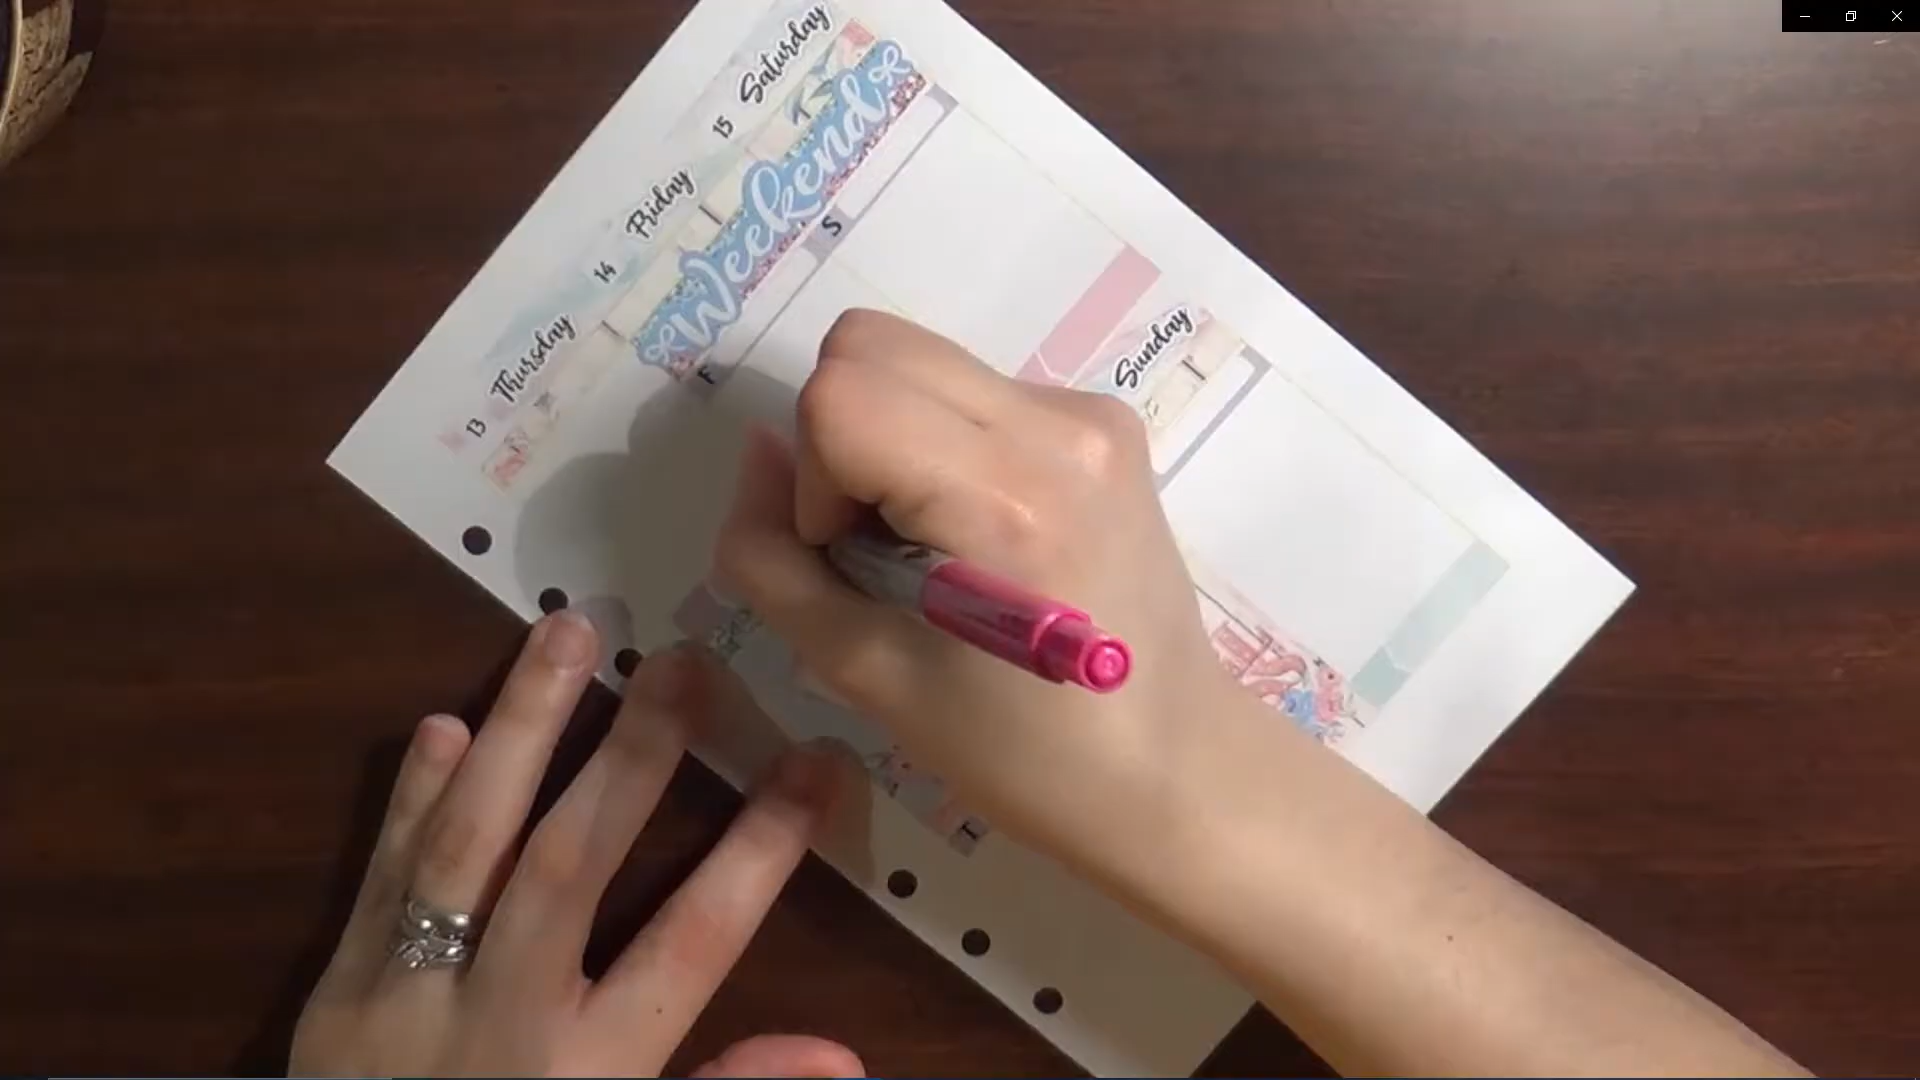 13 Thursday
14 Friday
15 Saturday
Weekend
F
S
Sunday
T